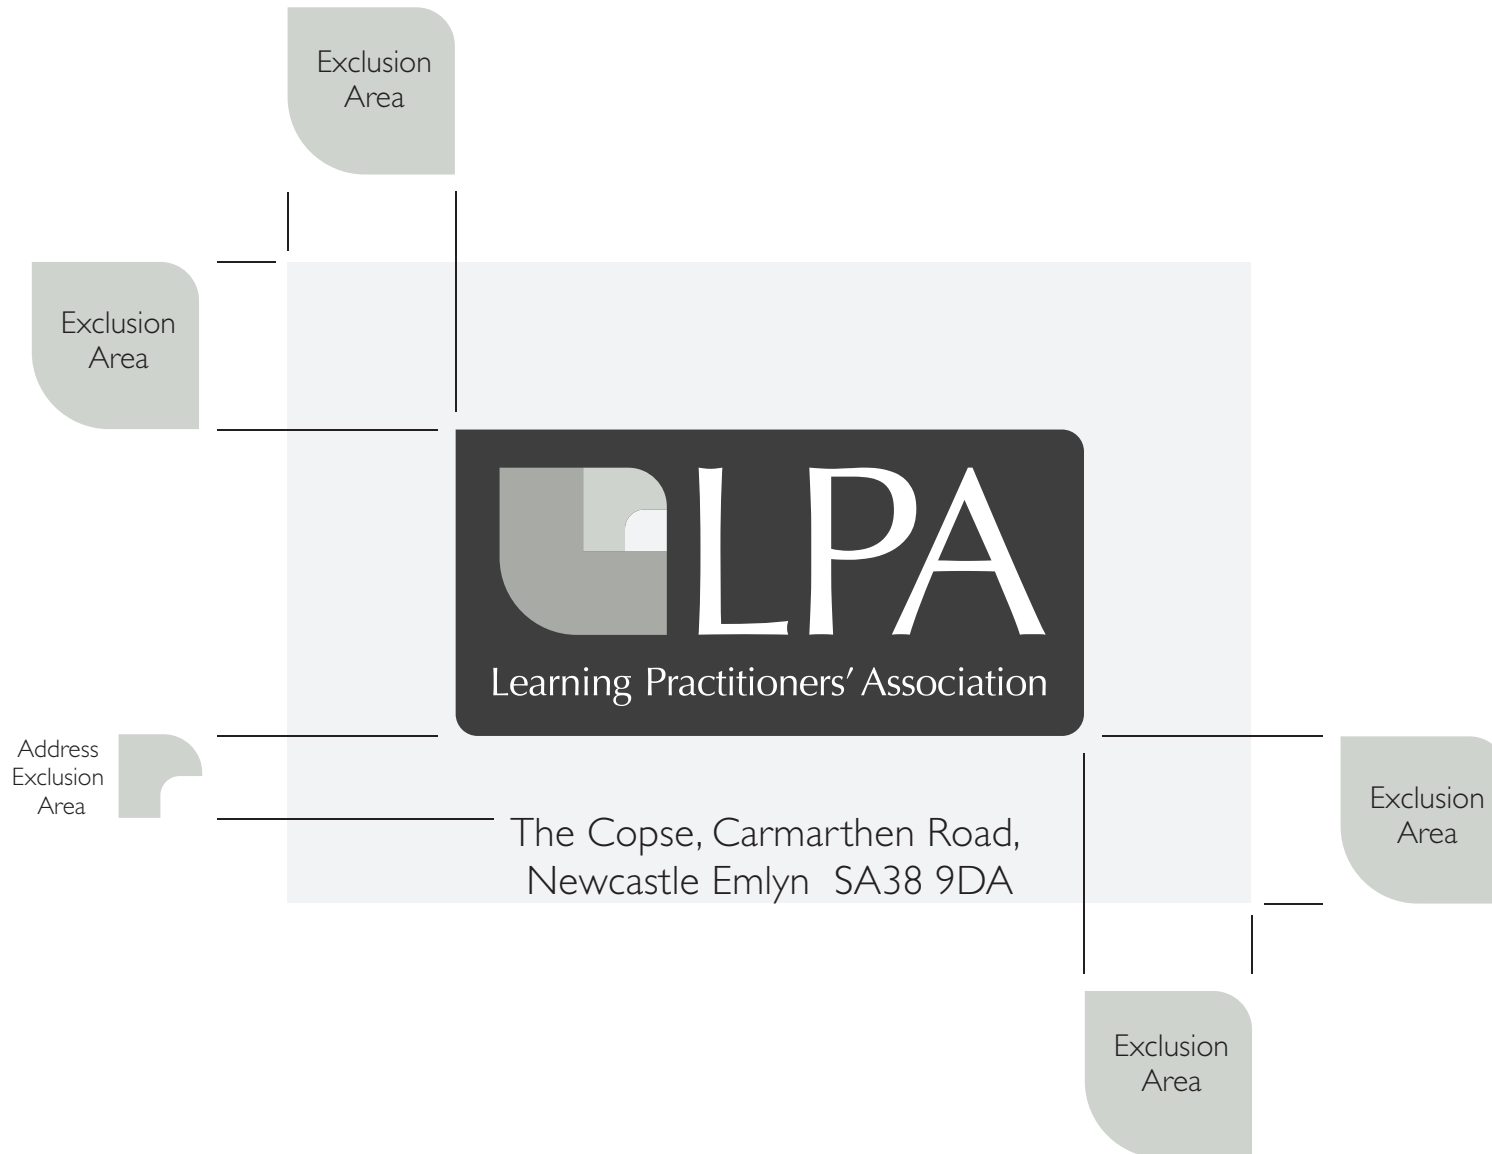 Exclusion
Area
Exclusion
Area
LPA
Learning Practitioners’ Association
Address
Exclusion
Area
The Copse, Carmarthen Road,
Newcastle Emlyn SA38 9DA
Exclusion
Area
Exclusion
Area